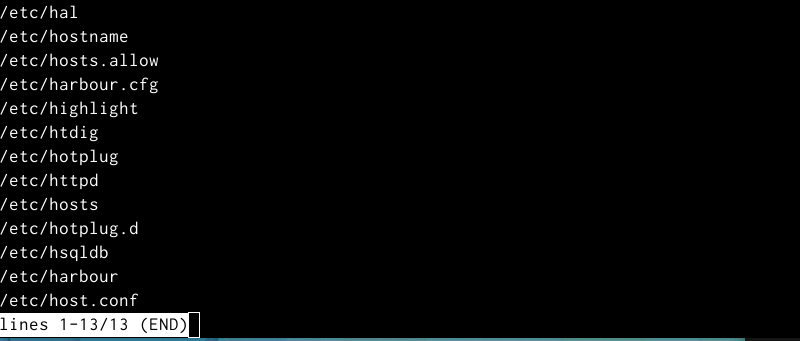 /etc/hal
/etc/hostname
/etc/hosts.allow
/etc/harbour.cfg
/etc/highlight
/etc/htdig
/etc/hotplug
/etc/httpd
/etc/hosts
/etc/hotplug.d
/etc/hsqldb
/etc/harbour
/etc/host.conf
lines 1-13/13 (END)